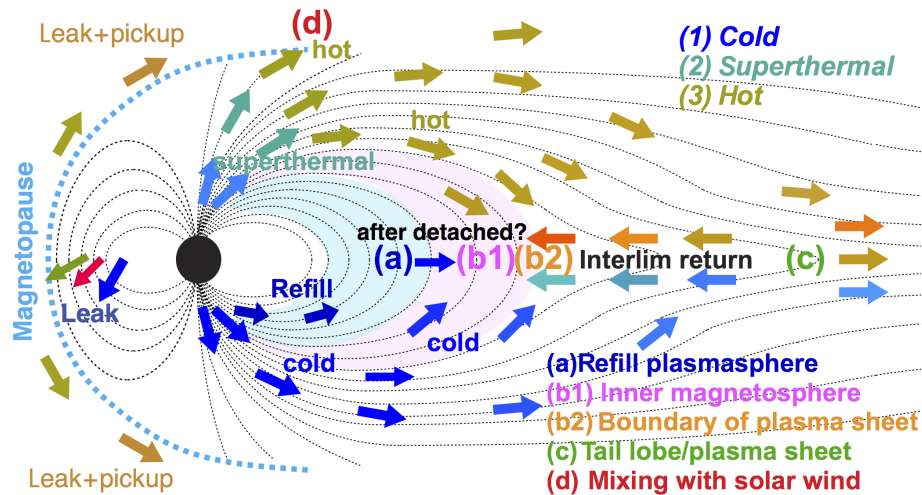 (d)
Leak+pickup
hot
(1) Cold
(2) Superthermal
(3) Hot
hot
superthermal
Magnetopause
after detached?
(a)
(b1)
(b2)
Interlim return
(c)
Leak
Refill
cold
cold
(a)Refill plasmasphere
(b1) Inner magnetosphere
(b2) Boundary of plasma sheet
(c) Tail lobe/plasma sheet
(d) Mixing with solar wind
Leak+pickup